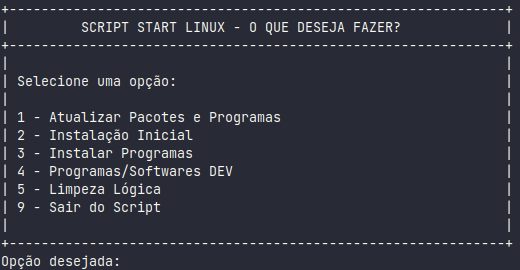 SCRIPT START LINUX - O QUE DESEJA FAZER?
Selecione uma opção:
1 - Atualizar Pacotes e Programas
2 - Instalação Inicial
3 - Instalar Programas
4 - Programas/Softwares DEV
5 - Limpeza Lógica
9 - Sair do Script
Opção desejada: